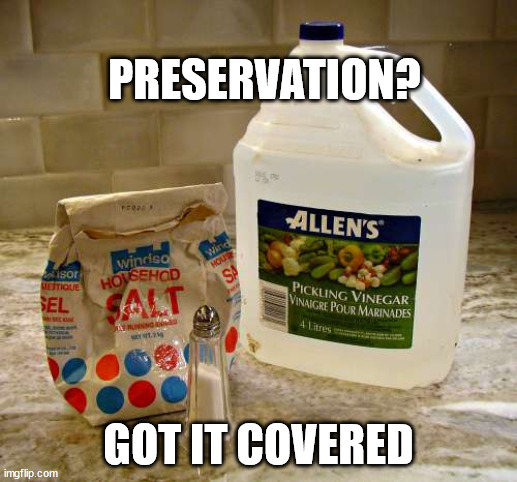 PRESERVATION?
ALLEN'S
Windsor
HOUSEHOLD
SALT
SEL
PICKLING VINEGAR
VINAIGRE POUR MARINADES
4 Litres
GOT IT COVERED
imgflip.com